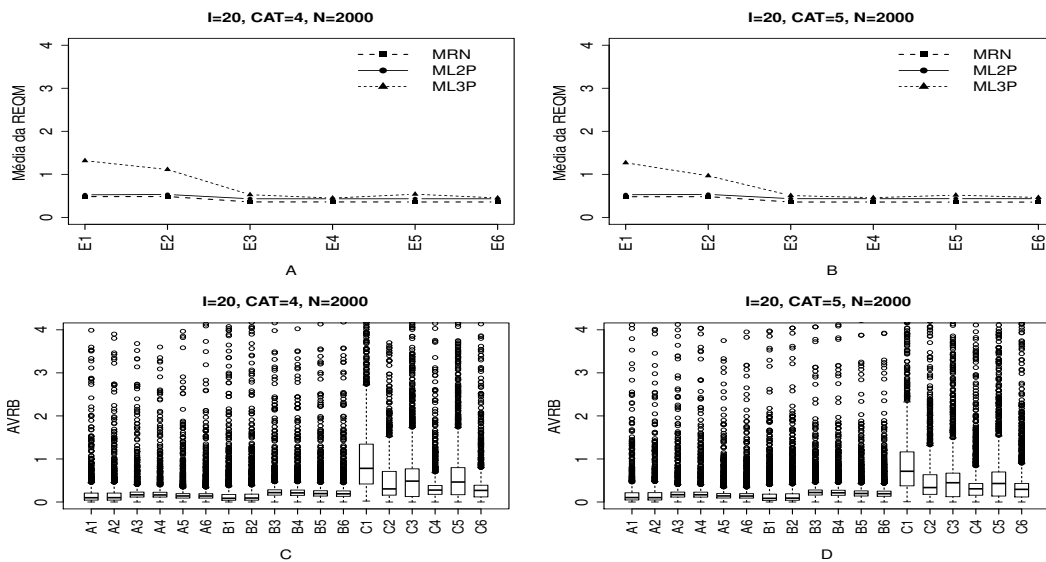 I=20, CAT=4, N=2000
Média da REQM
4
3
2
1
0
MRN
ML2P
ML3P
E1 E2 E3 E4 E5 E6
A
I=20, CAT=5, N=2000
Média da REQM
4
3
2
1
0
MRN
ML2P
ML3P
E1 E2 E3 E4 E5 E6
B
I=20, CAT=4, N=2000
AVRB
4
3
2
1
0
A1 A2 A3 A4 A5 A6 B1 B2 B3 B4 B5 B6 C1 C2 C3 C4 C5 C6
C
I=20, CAT=5, N=2000
AVRB
4
3
2
1
0
A1 A2 A3 A4 A5 A6 B1 B2 B3 B4 B5 B6 C1 C2 C3 C4 C5 C6
D